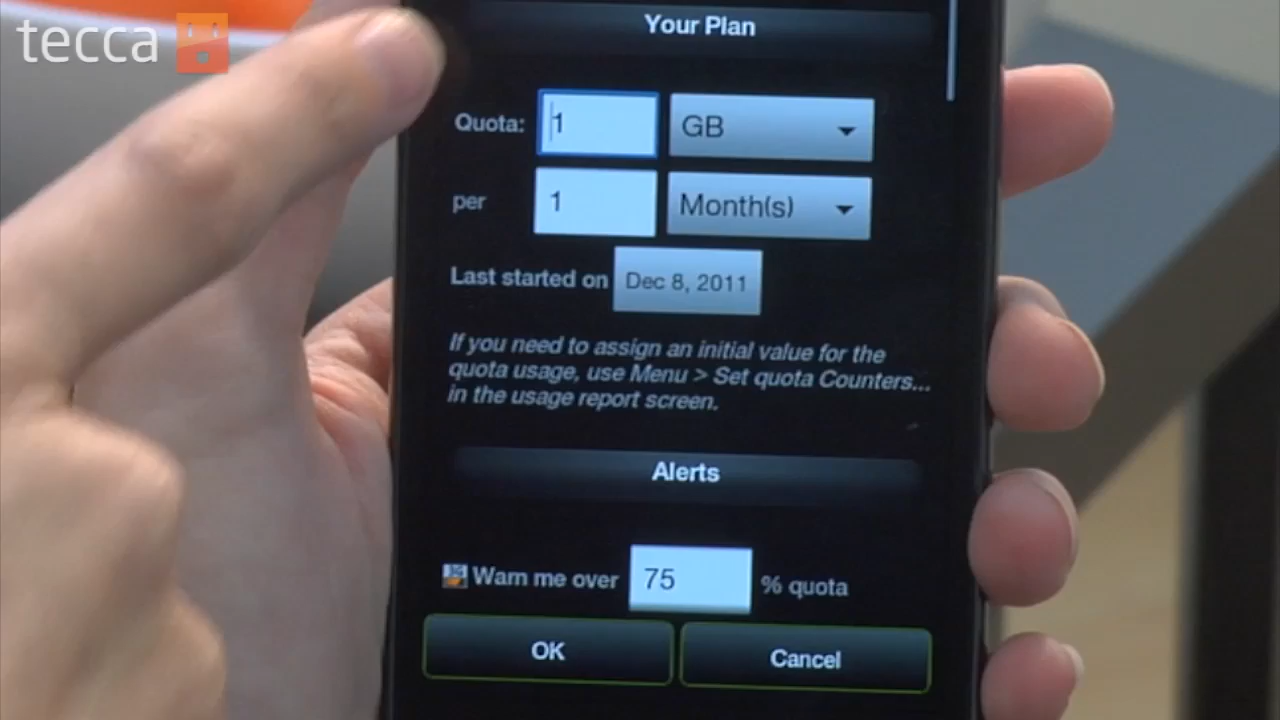 tecca
Your Plan
Quota: 1 GB
per 1 Month(s)
Last started on Dec 8, 2011
If you need to assign an initial value for the
quota usage, use Menu > Set quota Counters...
in the usage report screen.
Alerts
3G Warn me over 75 % quota
OK Cancel